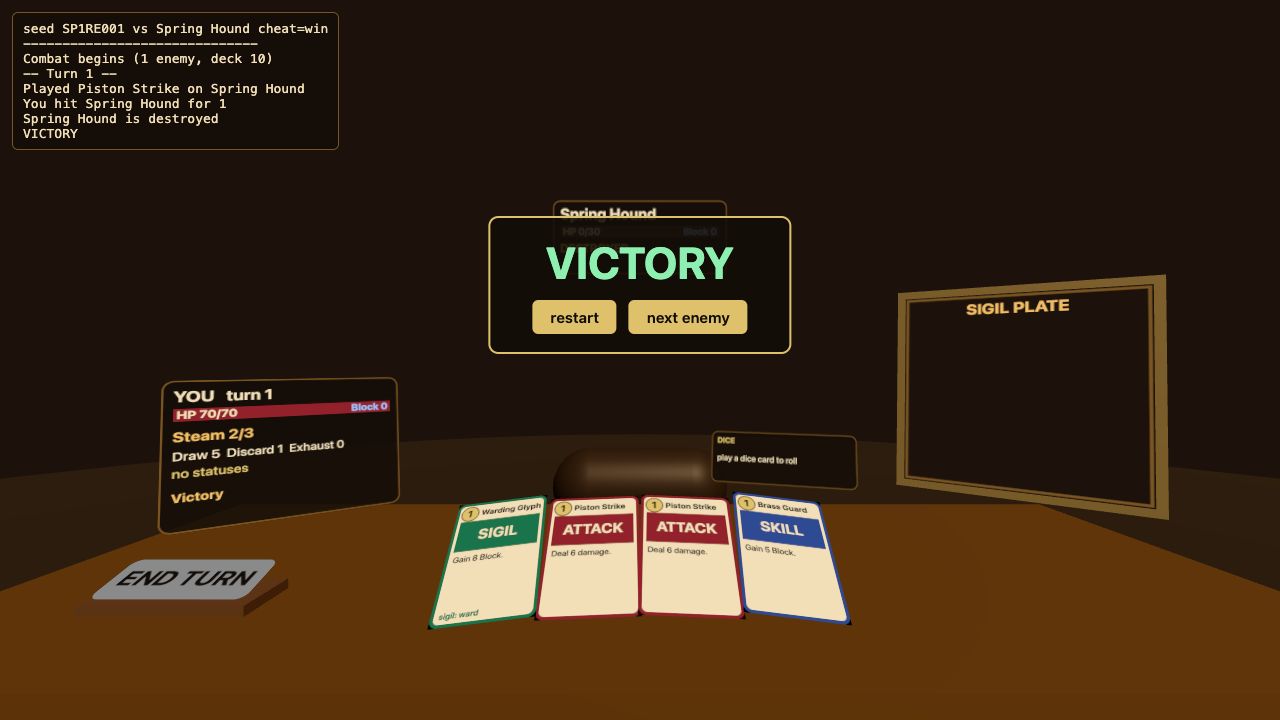 seed SP1RE001 vs Spring Hound cheat=win
------------------------------
Combat begins (1 enemy, deck 10)
-- Turn 1 --
Played Piston Strike on Spring Hound
You hit Spring Hound for 1
Spring Hound is destroyed
VICTORY
Spring Hound
HP 0/30 Block 0
VICTORY
restart next enemy
SIGIL PLATE
YOU turn 1
HP 70/70 Block 0
Steam 2/3
Draw 5 Discard 1 Exhaust 0
no statuses
Victory
DICE
play a dice card to roll
1 Warding Glyph
SIGIL
Gain 8 Block.
sigil: ward
1 Piston Strike
ATTACK
Deal 6 damage.
1 Piston Strike
ATTACK
Deal 6 damage.
1 Brass Guard
SKILL
Gain 5 Block.
END TURN